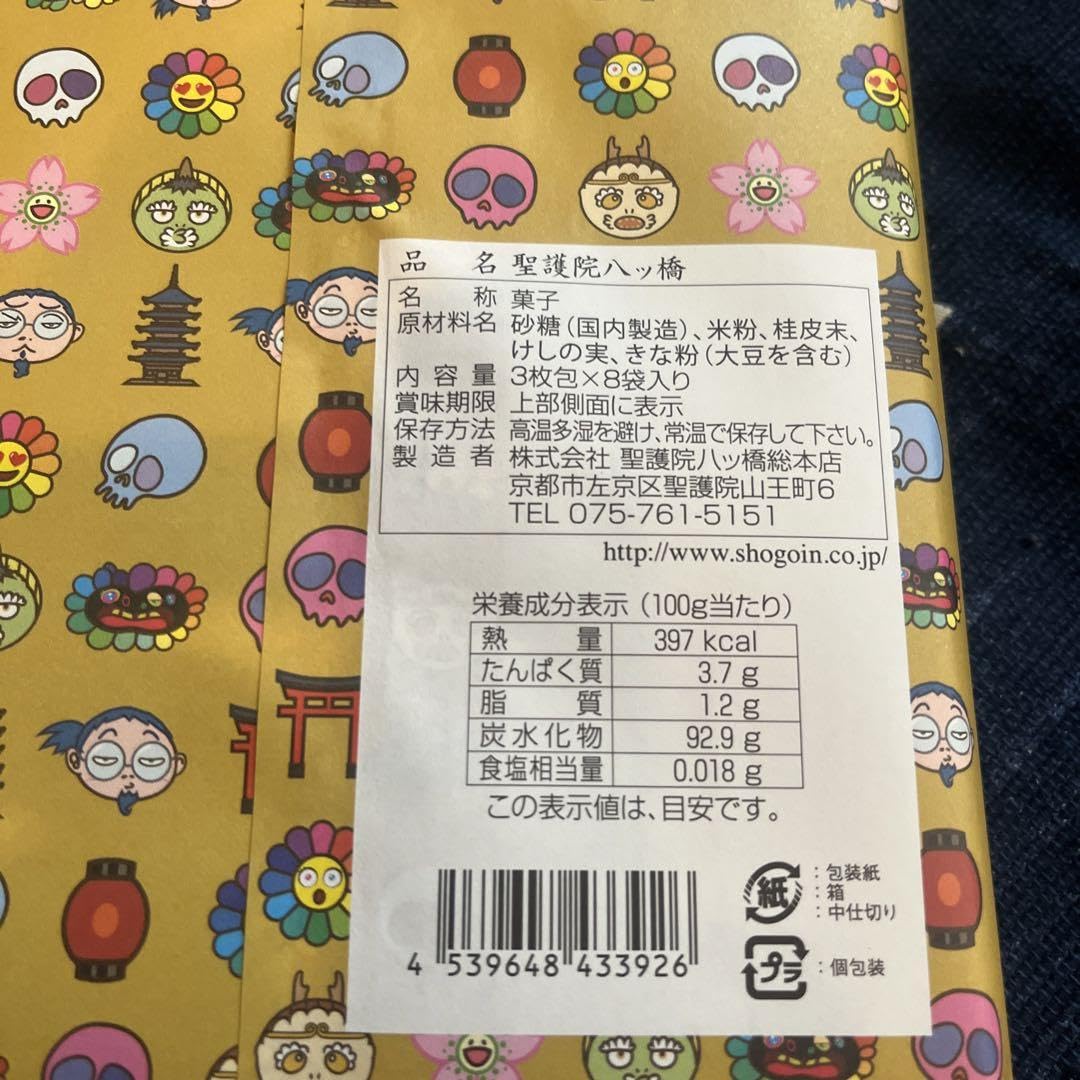 品名 聖護院八ッ橋
名称 菓子
原材料名 砂糖(国内製造)、米粉、桂皮末、
けしの実、きな粉(大豆を含む)
内容量 3枚包×8袋入り
賞味期限 上部側面に表示
保存方法 高温多湿を避け、常温で保存して下さい。
製造者 株式会社 聖護院八ッ橋総本店
京都市左京区聖護院山王町6
TEL 075-761-5151
http://www.shogoin.co.jp/
栄養成分表示 (100g当たり)
熱量 397 kcal
たんぱく質 3.7 g
脂質 1.2 g
炭水化物 92.9 g
食塩相当量 0.018 g
この表示値は、目安です。
紙 :包装紙
:箱
:中仕切り
プラ :個包装
4 539648 433926